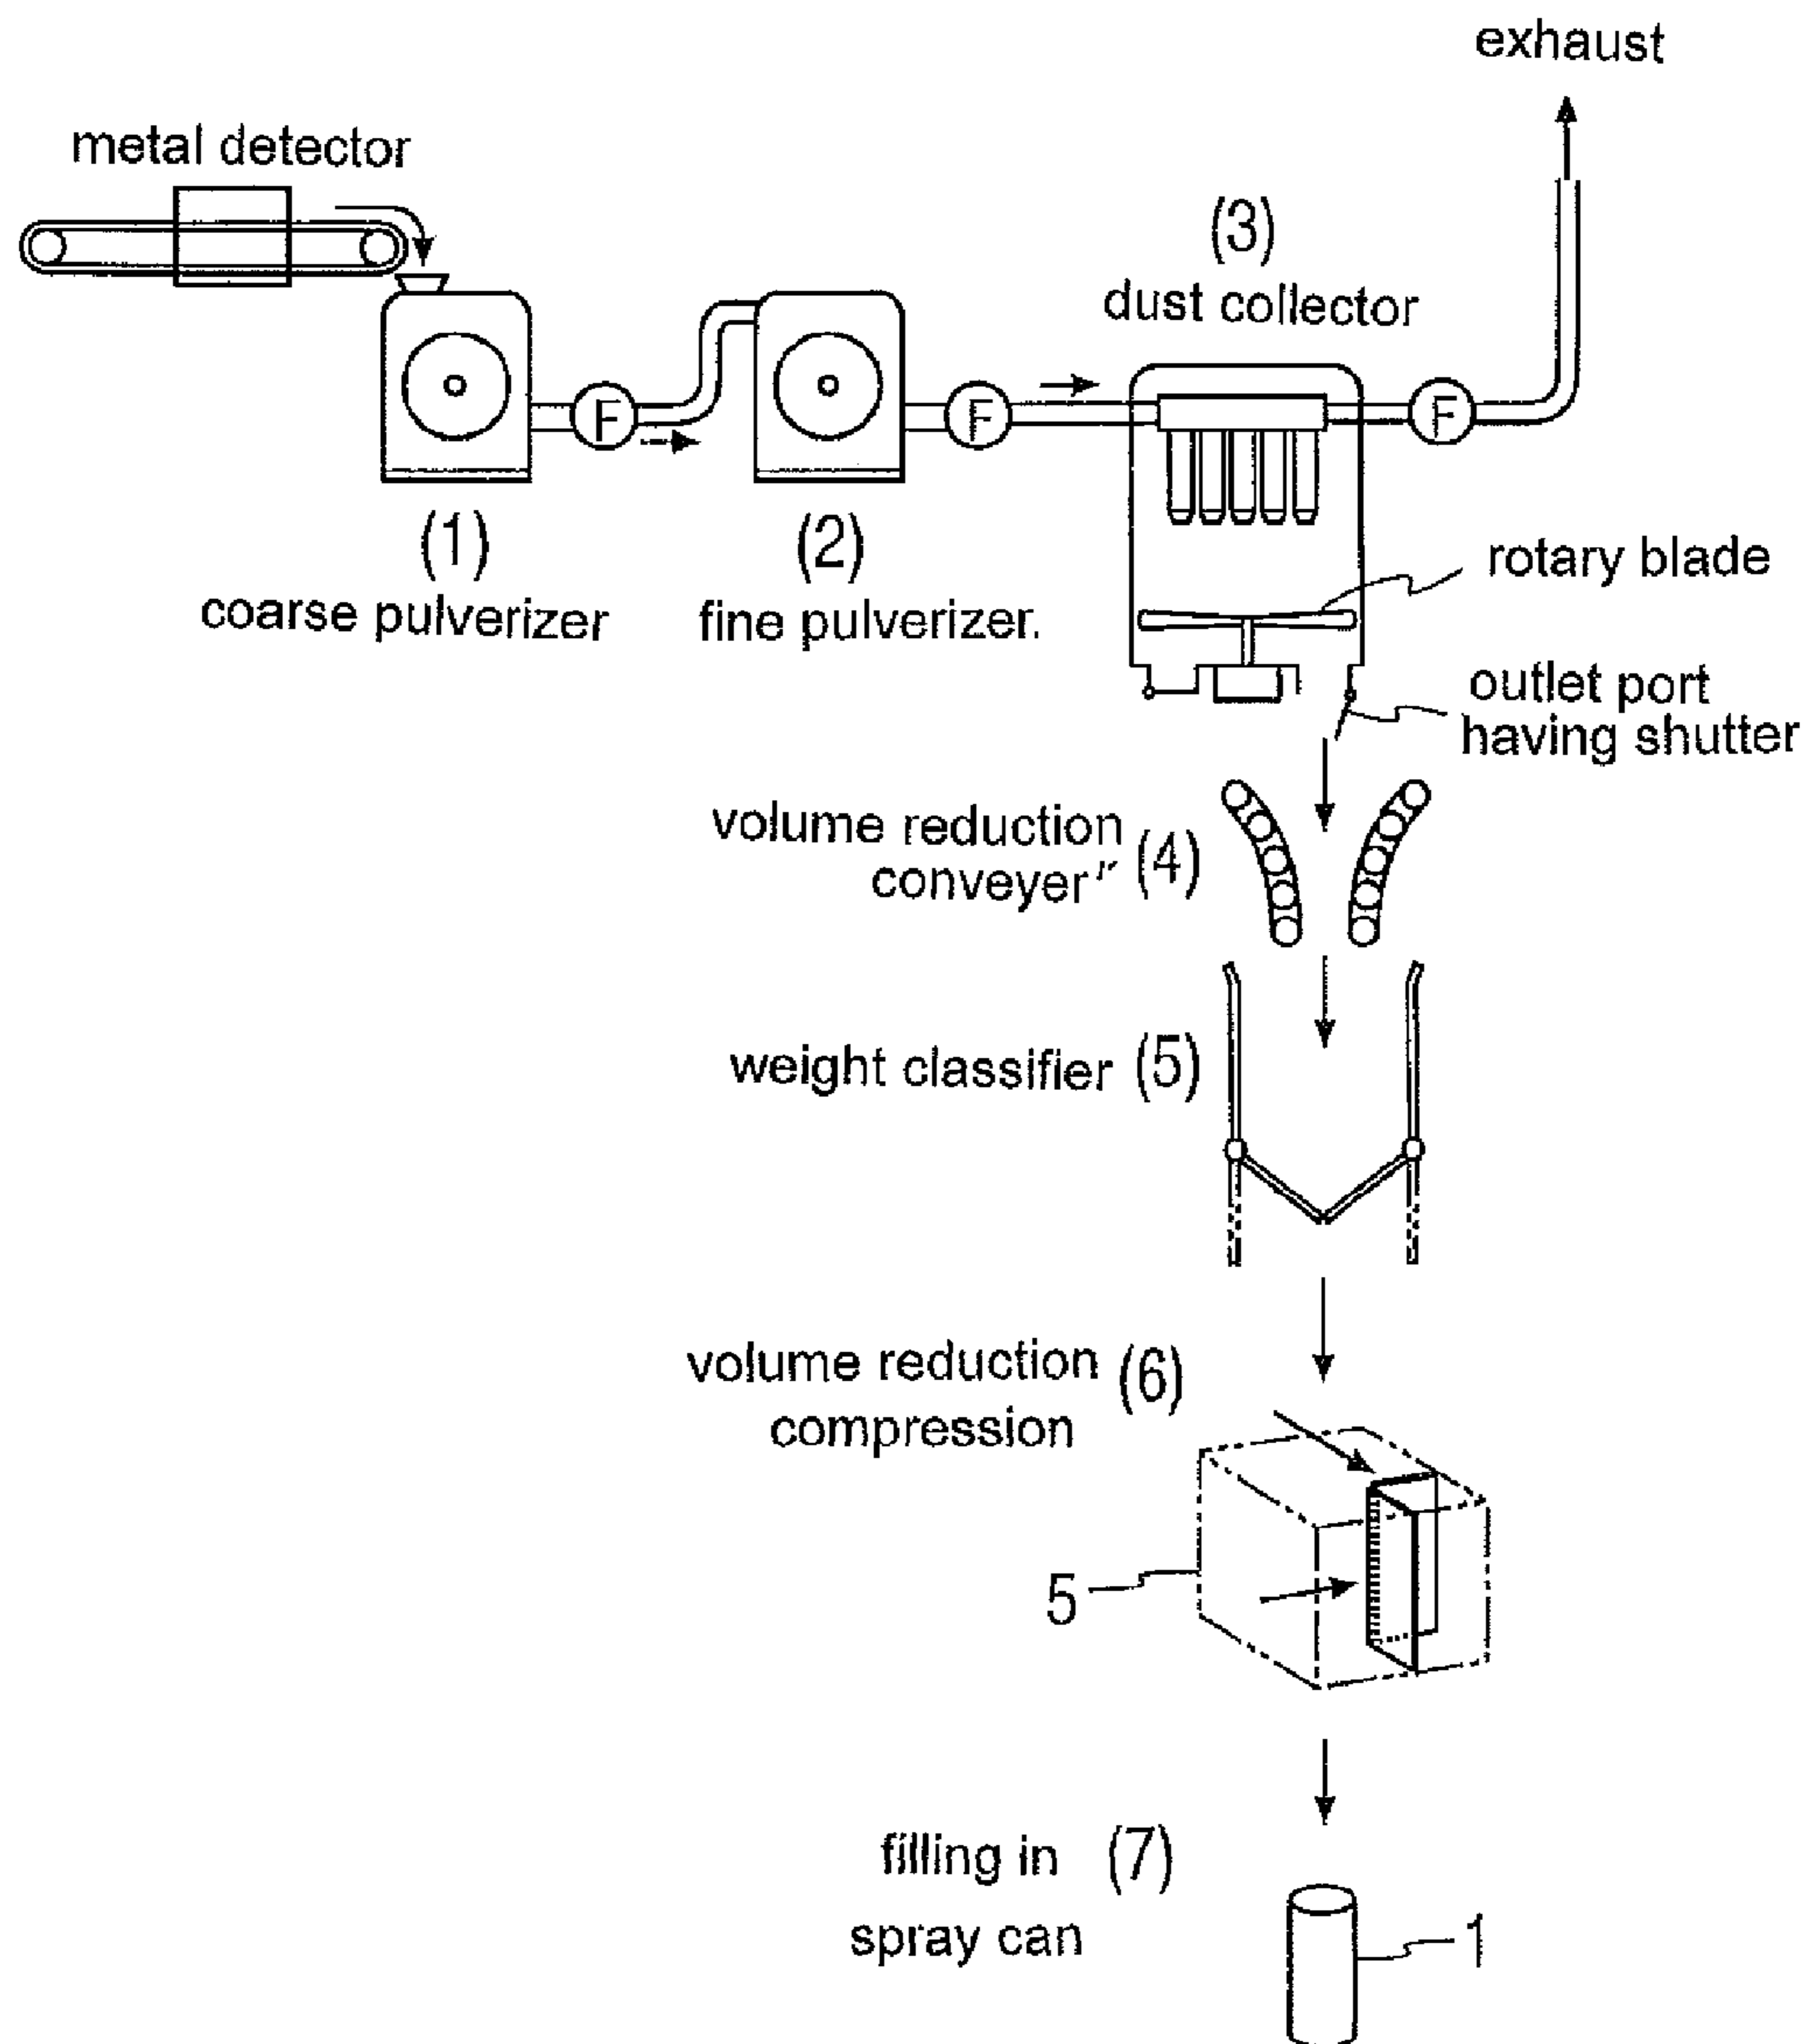 exhaust
metal detector
(3)
dust collector
F
F
F
(1)
coarse pulverizer
(2)
fine pulverizer.
rotary blade
outlet port
having shutter
volume reduction
conveyer
(4)
weight classifier (5)
volume reduction (6)
compression
5
filling in (7)
spray can
1